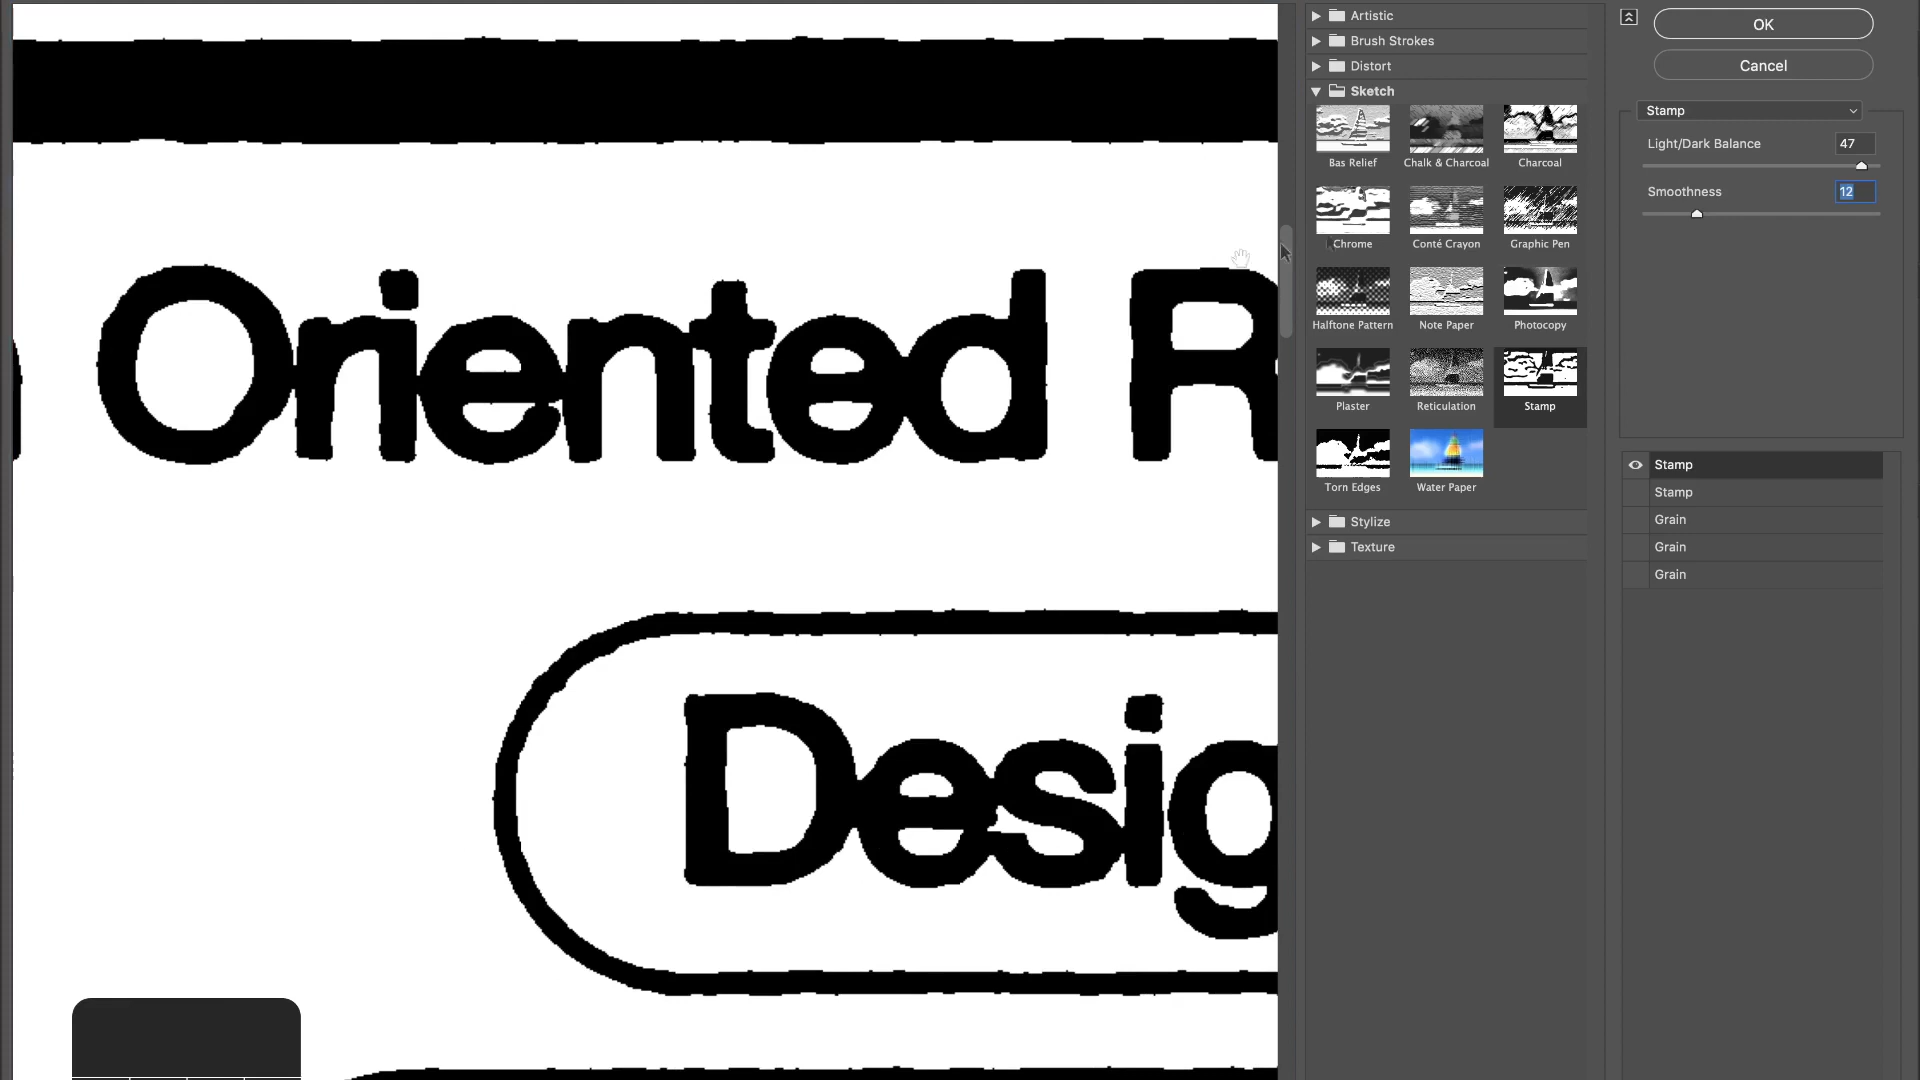 Oriented R
Desig
Artistic
Brush Strokes
Distort
Sketch
Bas Relief
Chalk & Charcoal
Charcoal
Chrome
Conté Crayon
Graphic Pen
Halftone Pattern
Note Paper
Photocopy
Plaster
Reticulation
Stamp
Torn Edges
Water Paper
Stylize
Texture
OK
Cancel
Stamp
Light/Dark Balance 47
Smoothness 12
Stamp
Stamp
Grain
Grain
Grain